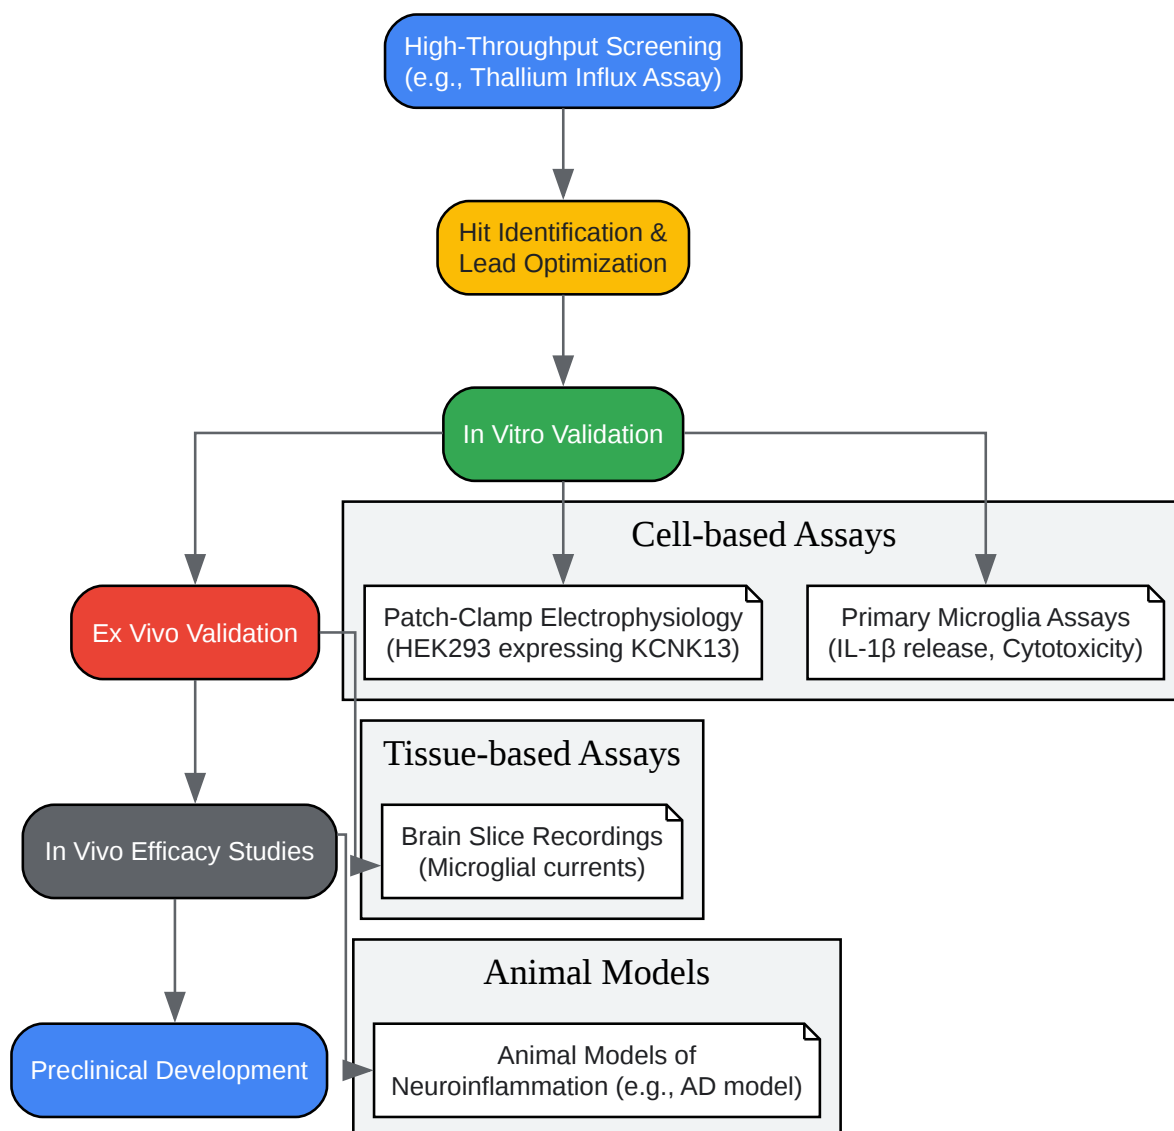 High-Throughput Screening
(e.g., Thallium Influx Assay)
Hit Identification &
Lead Optimization
In Vitro Validation
Cell-based Assays
Patch-Clamp Electrophysiology
(HEK293 expressing KCNK13)
Primary Microglia Assays
(IL-1β release, Cytotoxicity)
Ex Vivo Validation
Tissue-based Assays
Brain Slice Recordings
(Microglial currents)
In Vivo Efficacy Studies
Animal Models
Animal Models of
Neuroinflammation (e.g., AD model)
Preclinical Development